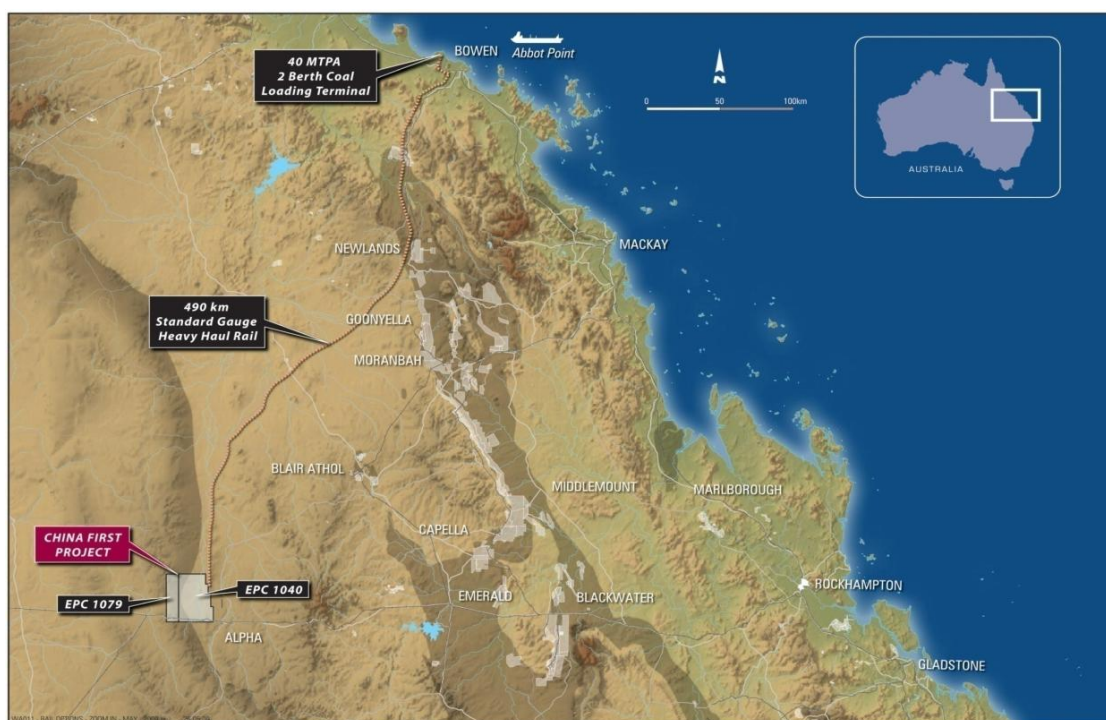 BOWEN
Abbot Point
40 MTPA
2 Berth Coal
Loading Terminal
N
0 50 100km
AUSTRALIA
NEWLANDS
MACKAY
490 km
Standard Gauge
Heavy Haul Rail
GOONYELLA
MORANBAH
BLAIR ATHOL
MIDDLEMOUNT
MARLBOROUGH
CAPELLA
CHINA FIRST
PROJECT
EPC 1079
EPC 1040
EMERALD
BLACKWATER
ROCKHAMPTON
ALPHA
GLADSTONE